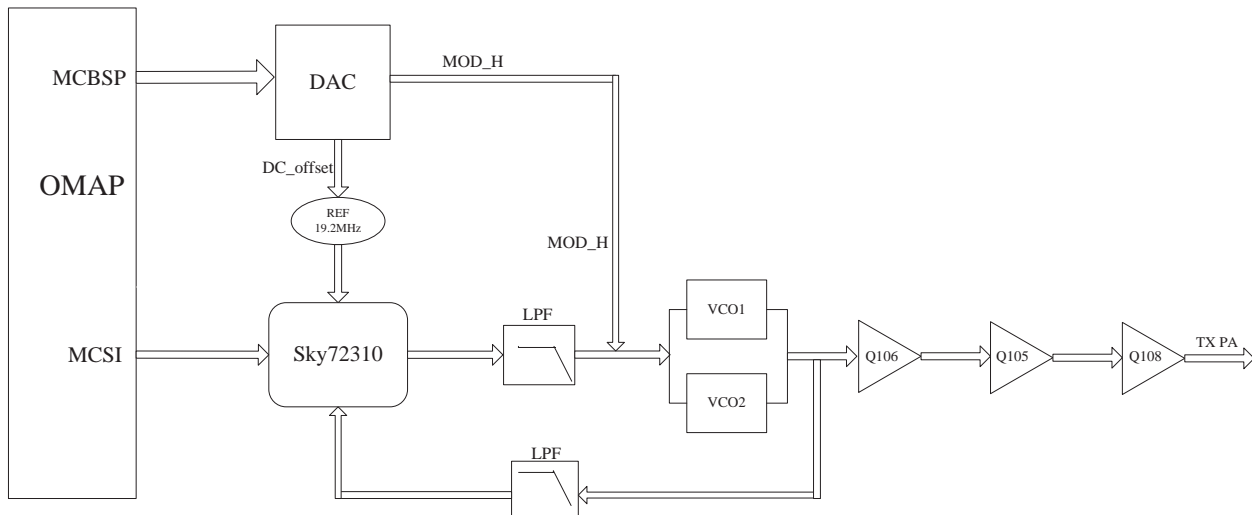 MOD_H
MCBSP
DAC
DC_offset
OMAP
REF
19.2MHz
MOD_H
LPF
VCO1
MCSI
Sky72310
Q106
Q105
Q108
TX PA
VCO2
LPF